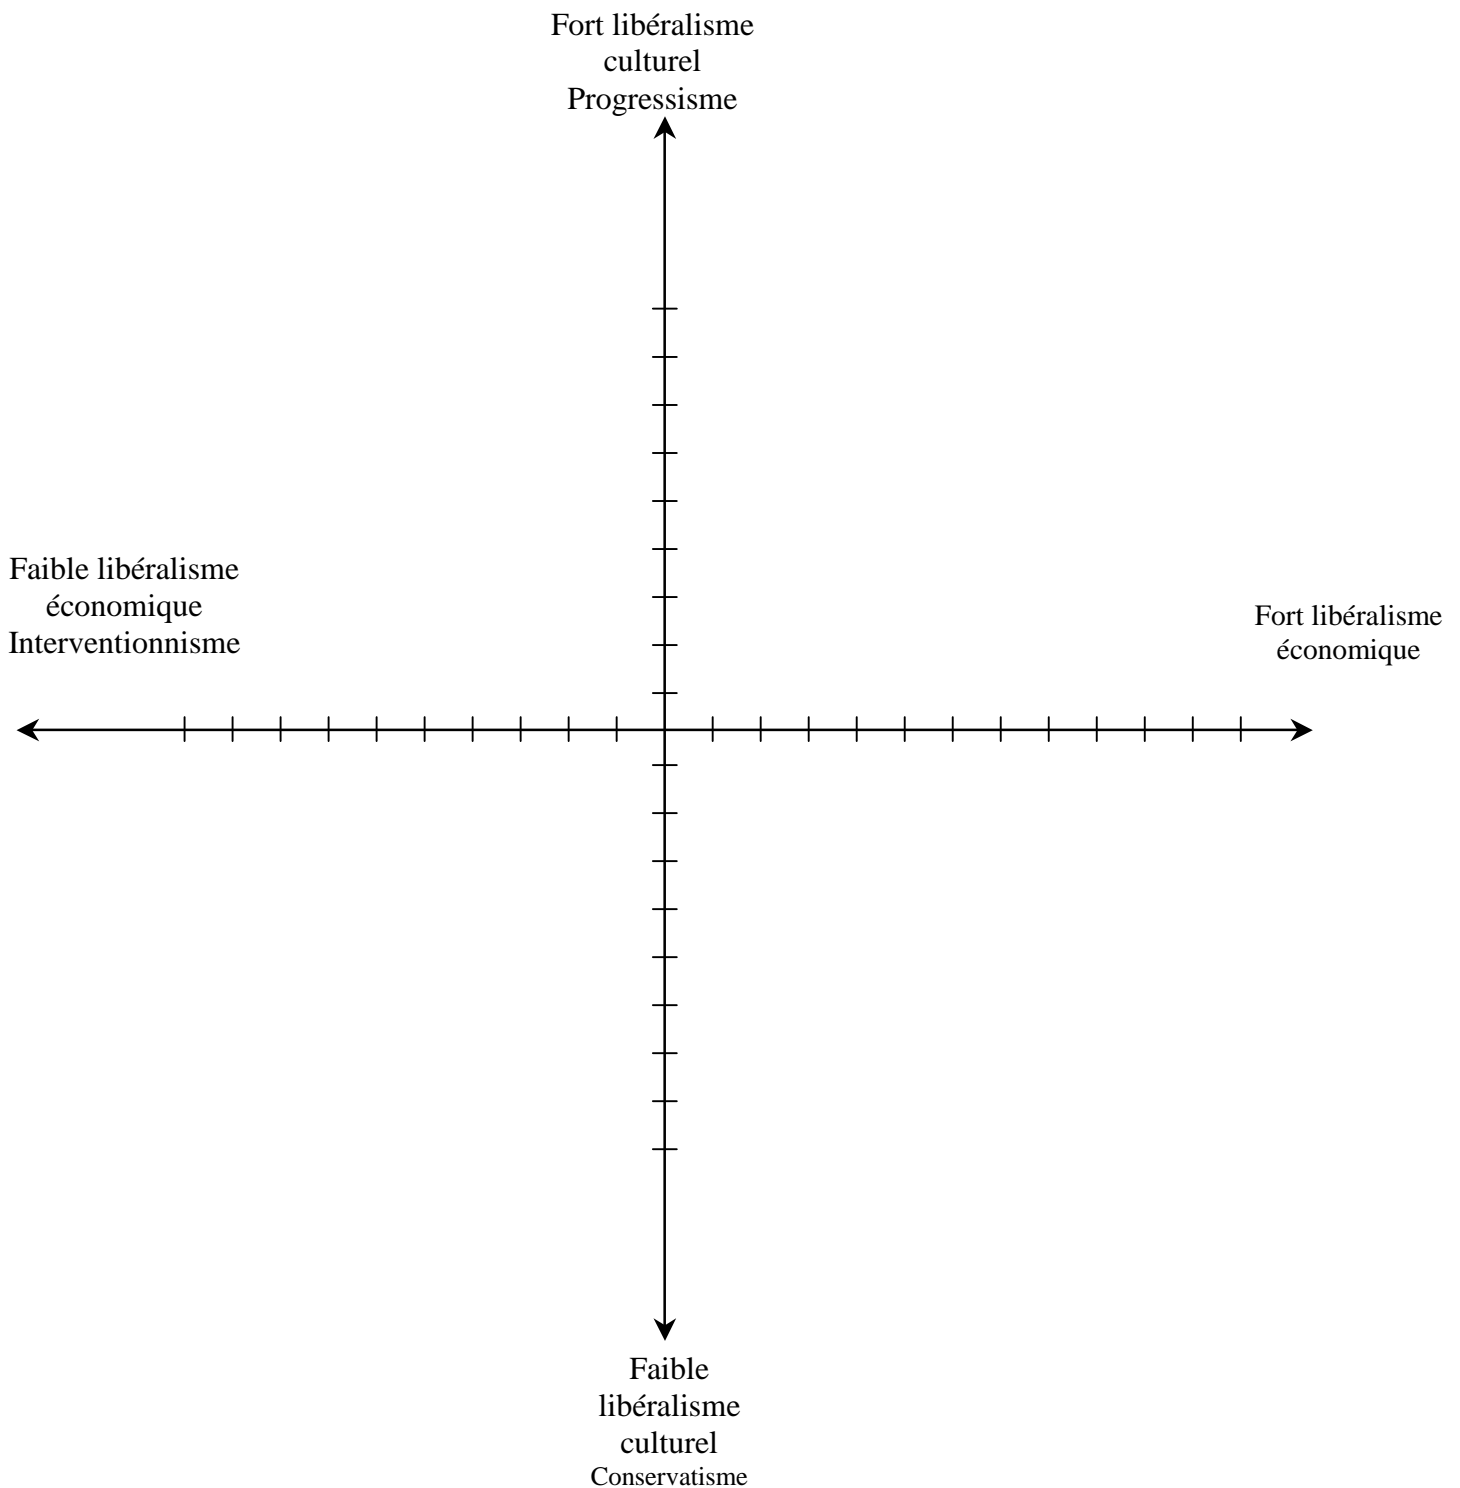 Fort libéralisme
culturel
Progressisme
Faible libéralisme
économique
Interventionnisme
Fort libéralisme
économique
Faible
libéralisme
culturel
Conservatisme